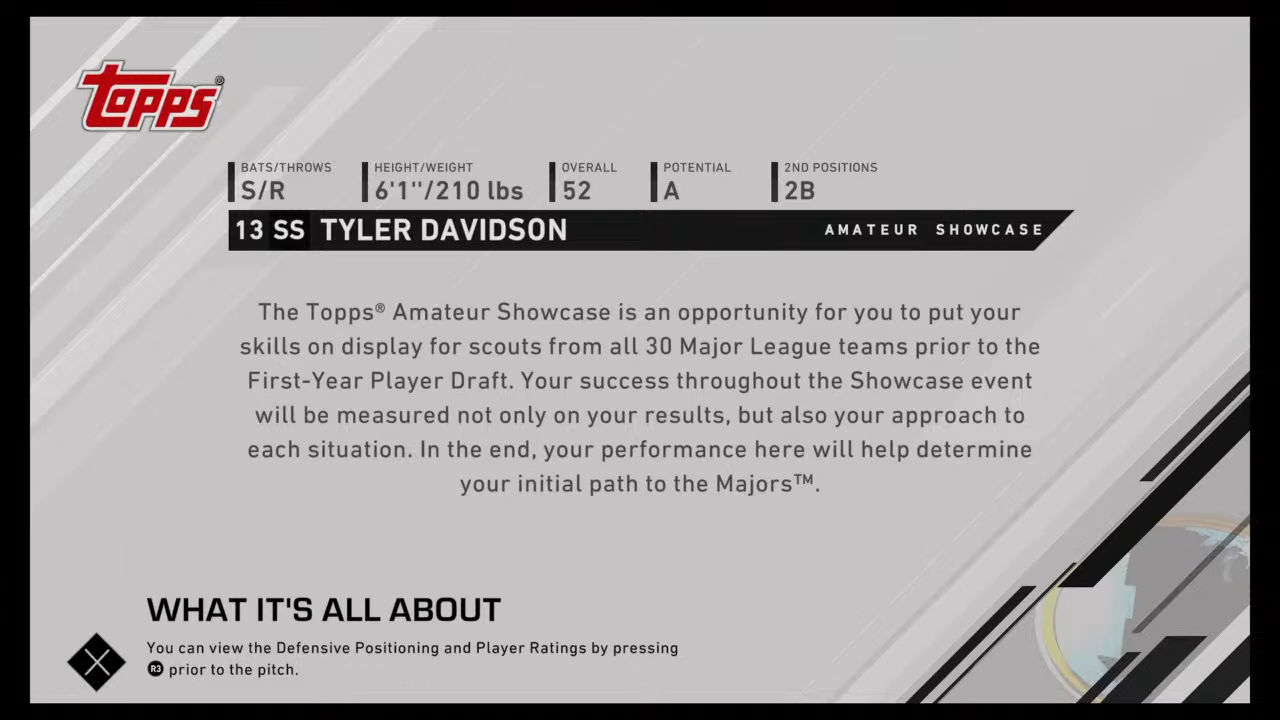 Topps®
BATS/THROWS HEIGHT/WEIGHT OVERALL POTENTIAL 2ND POSITIONS
S/R 6'1''/210 lbs 52 A 2B
13 SS TYLER DAVIDSON AMATEUR SHOWCASE
The Topps® Amateur Showcase is an opportunity for you to put your
skills on display for scouts from all 30 Major League teams prior to the
First-Year Player Draft. Your success throughout the Showcase event
will be measured not only on your results, but also your approach to
each situation. In the end, your performance here will help determine
your initial path to the Majors™.
WHAT IT'S ALL ABOUT
You can view the Defensive Positioning and Player Ratings by pressing
R3 prior to the pitch.